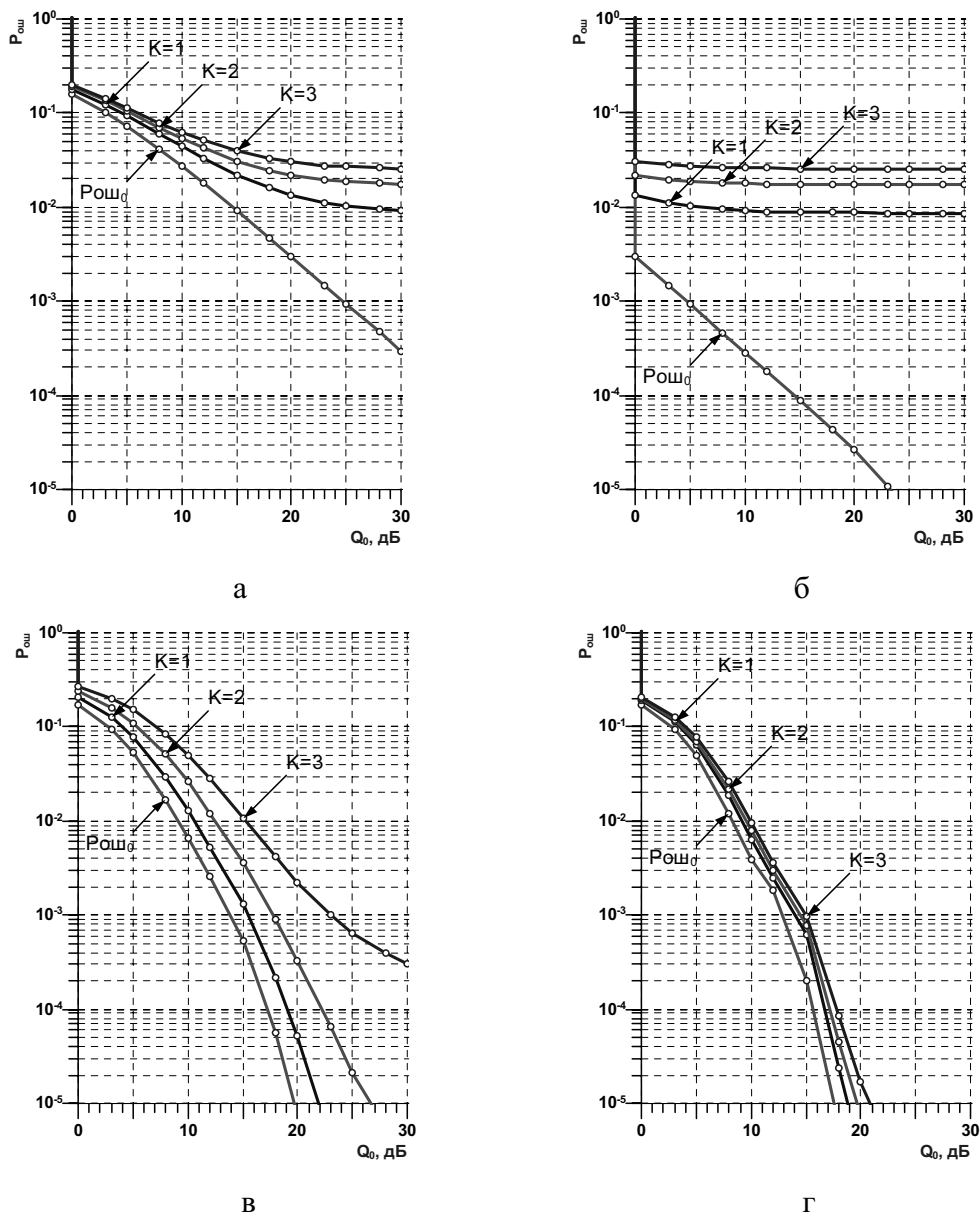 Pош
10⁰
K=1
K=2
K=3
10⁻¹
Pош₀
10⁻²
10⁻³
10⁻⁴
10⁻⁵
0 10 20 30
Q₀, дБ
а
Pош
10⁰
K=3
K=2
K=1
10⁻¹
10⁻²
10⁻³
Pош₀
10⁻⁴
10⁻⁵
0 10 20 30
Q₀, дБ
б
Pош
10⁰
K=1
K=2
10⁻¹
K=3
Pош₀
10⁻²
10⁻³
10⁻⁴
10⁻⁵
0 10 20 30
Q₀, дБ
в
Pош
10⁰
K=1
K=2
10⁻¹
Pош₀
K=3
10⁻²
10⁻³
10⁻⁴
10⁻⁵
0 10 20 30
Q₀, дБ
г